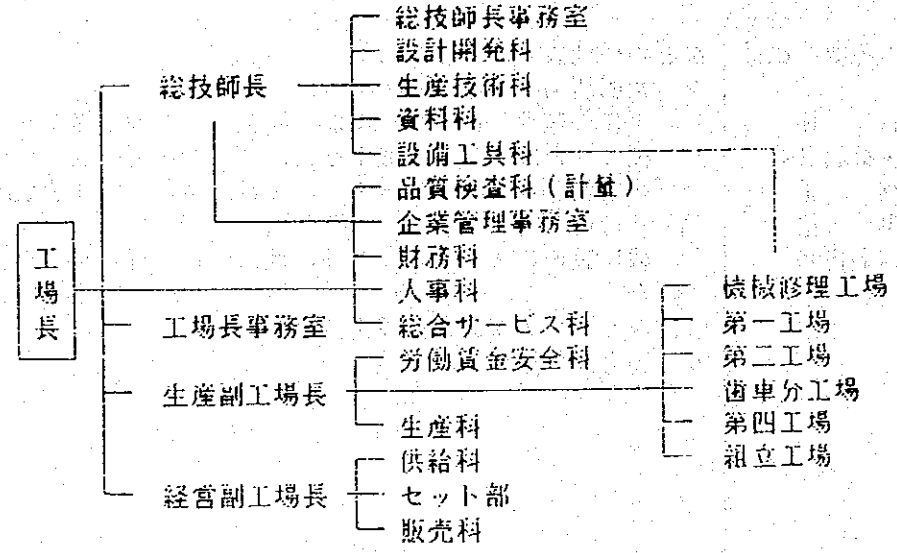 総技師長事務室
設計開発科
総技師長
生産技術科
資料科
設備工具科
品質検査科(計量)
企業管理事務室
財務科
工場長
人事科
機械修理工場
工場長事務室
総合サービス科
第一工場
労働賃金安全科
第二工場
生産副工場長
歯車分工場
生産科
第四工場
供給科
組立工場
経営副工場長
セット部
販売科